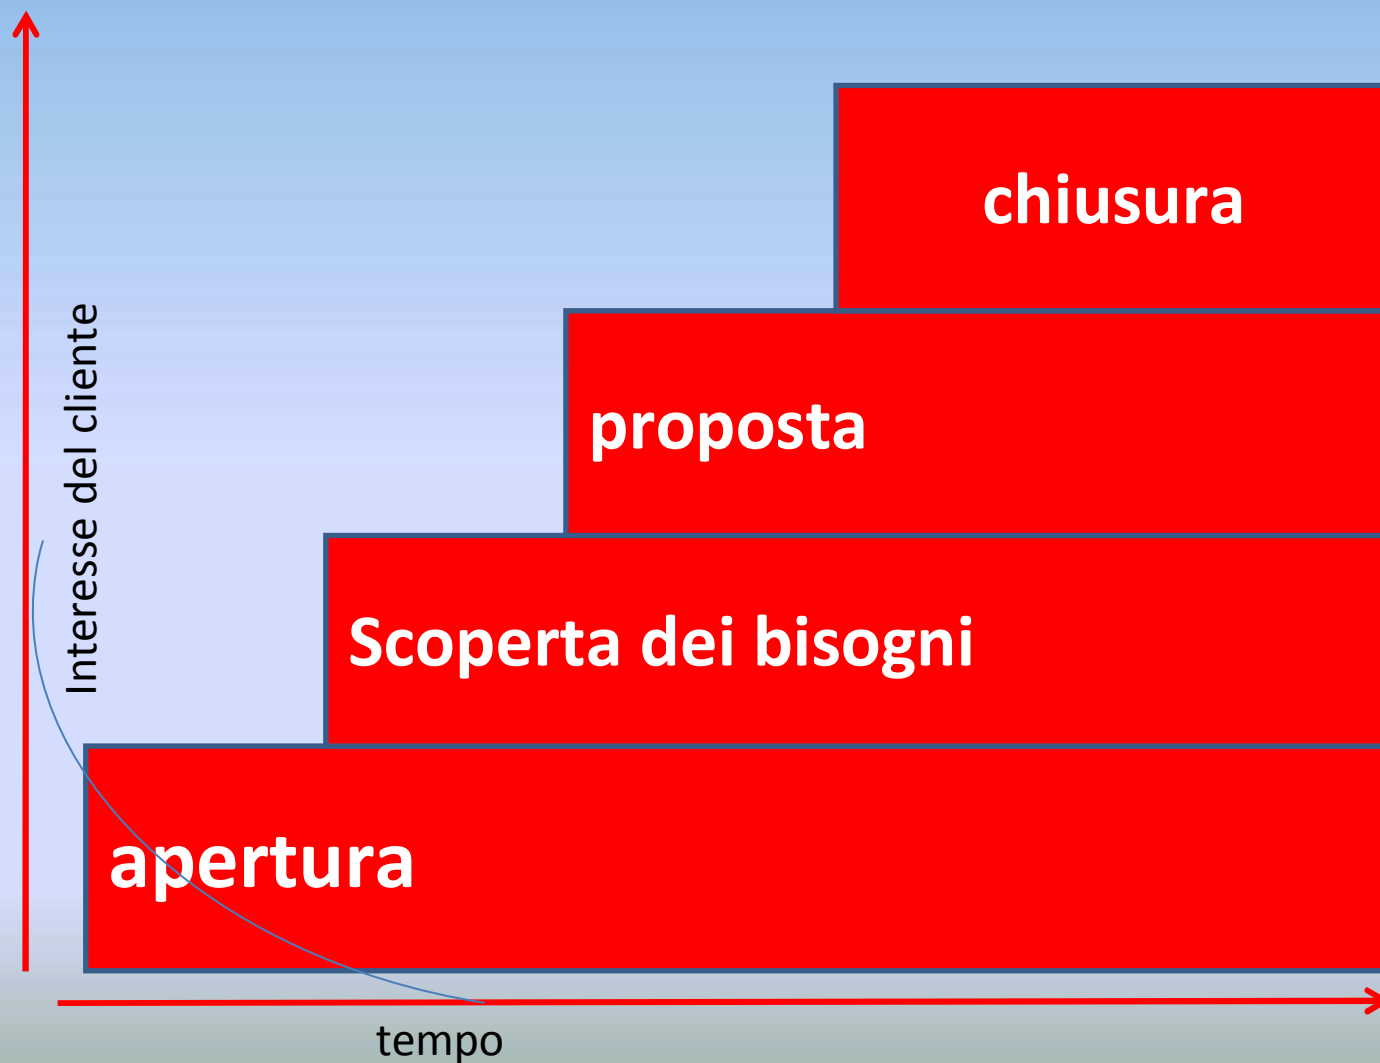 chiusura
Interesse del cliente
proposta
Scoperta dei bisogni
apertura
tempo